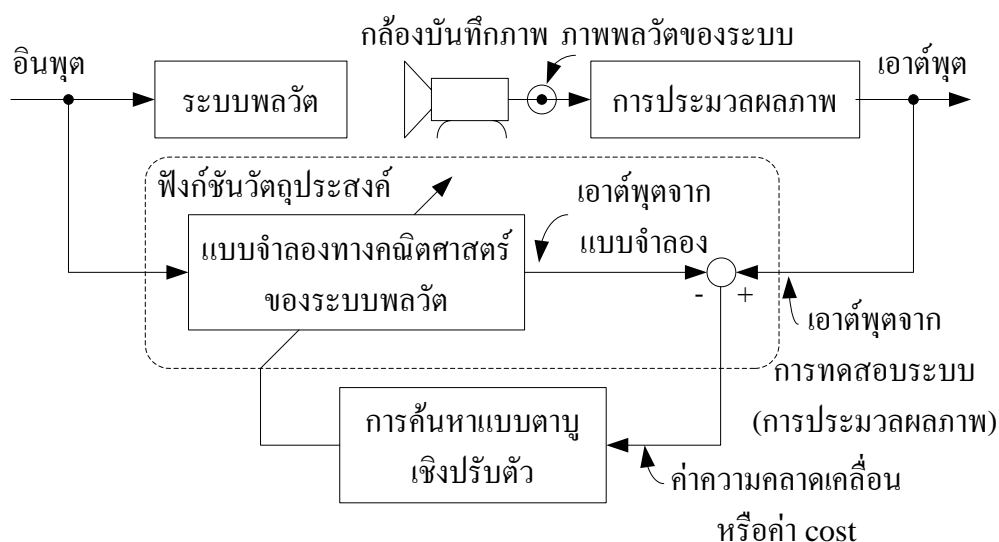 กล้องบันทึกภาพ ภาพพลวัตของระบบ
อินพุต
เอาต์พุต
ระบบพลวัต
การประมวลผลภาพ
ฟังก์ชันวัตถุประสงค์
เอาต์พุตจาก
แบบจำลอง
แบบจำลองทางคณิตศาสตร์
ของระบบพลวัต
- +
เอาต์พุตจาก
การทดสอบระบบ
(การประมวลผลภาพ)
การค้นหาแบบตาบู
เชิงปรับตัว
ค่าความคลาดเคลื่อน
หรือค่า cost